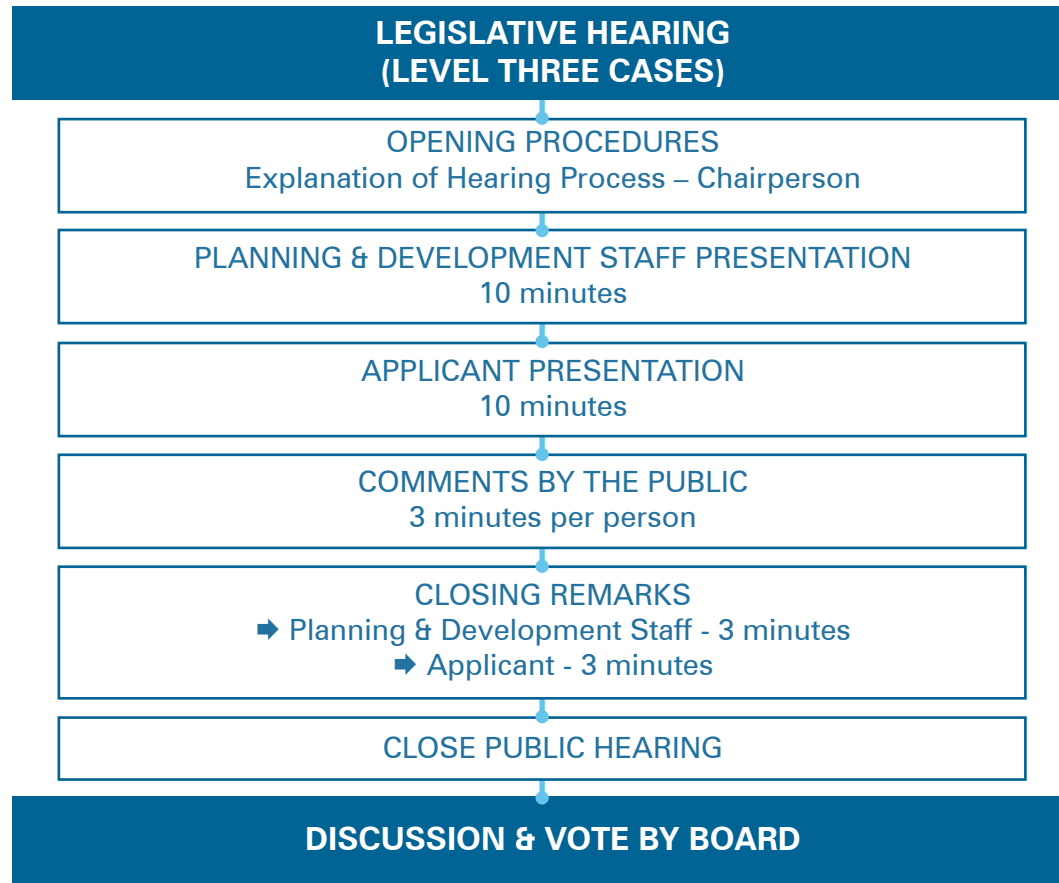 LEGISLATIVE HEARING
(LEVEL THREE CASES)
OPENING PROCEDURES
Explanation of Hearing Process – Chairperson
PLANNING & DEVELOPMENT STAFF PRESENTATION
10 minutes
APPLICANT PRESENTATION
10 minutes
COMMENTS BY THE PUBLIC
3 minutes per person
CLOSING REMARKS
➡ Planning & Development Staff - 3 minutes
➡ Applicant - 3 minutes
CLOSE PUBLIC HEARING
DISCUSSION & VOTE BY BOARD